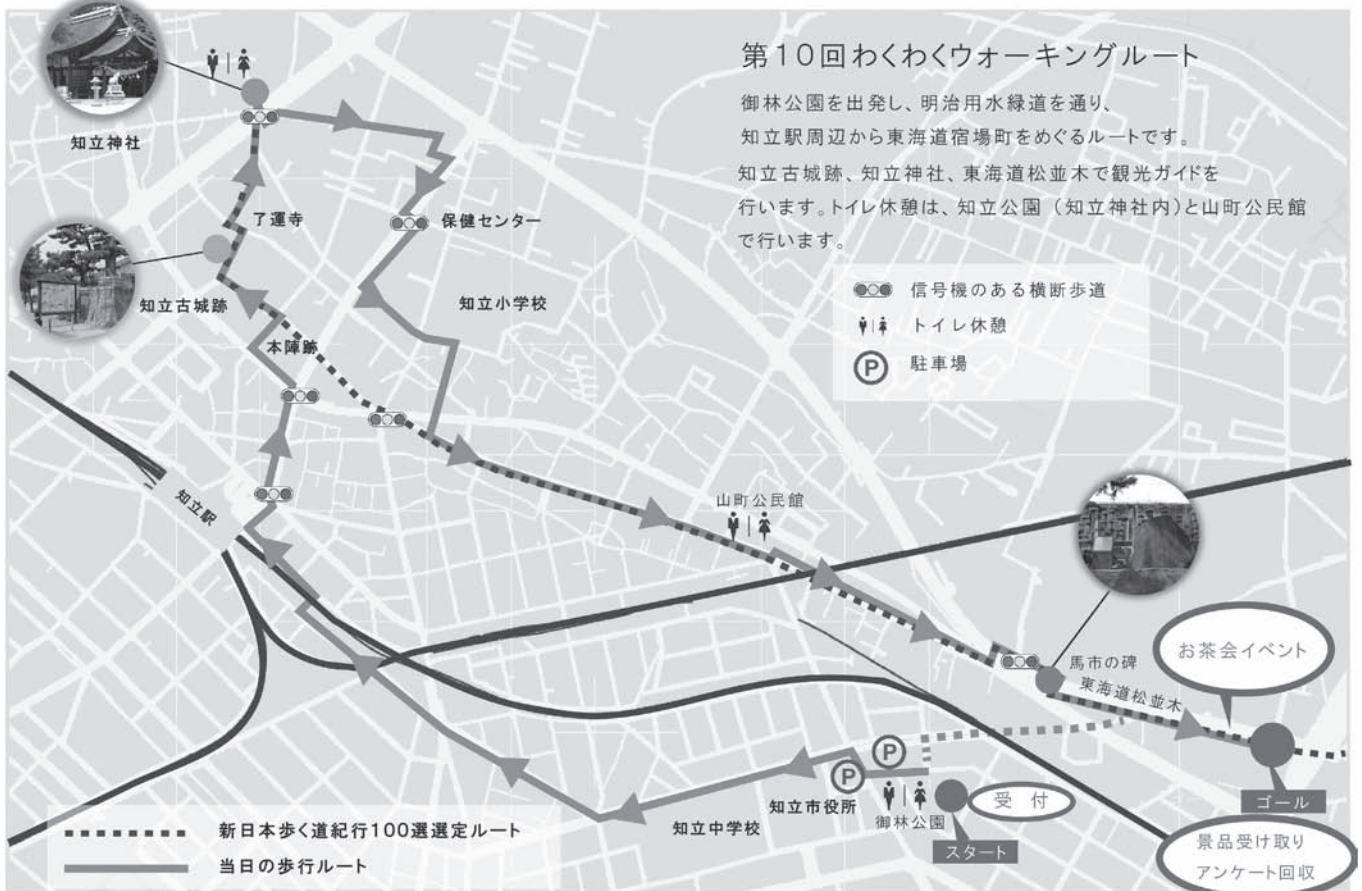 第10回わくわくウォーキングルート
御林公園を出発し、明治用水緑道を通り、
知立駅周辺から東海道宿場町をめぐるルートです。
知立古城跡、知立神社、東海道松並木で観光ガイドを
行います。トイレ休憩は、知立公園（知立神社内）と山町公民館
で行います。
信号機のある横断歩道
トイレ休憩
P 駐車場
知立神社
了運寺
保健センター
知立古城跡
知立小学校
本陣跡
知立駅
山町公民館
馬市の碑
東海道松並木
お茶会イベント
P
P
知立市役所
御林公園
受付
スタート
知立中学校
ゴール
景品受け取り
アンケート回収
新日本歩く道紀行100選選定ルート
当日の歩行ルート